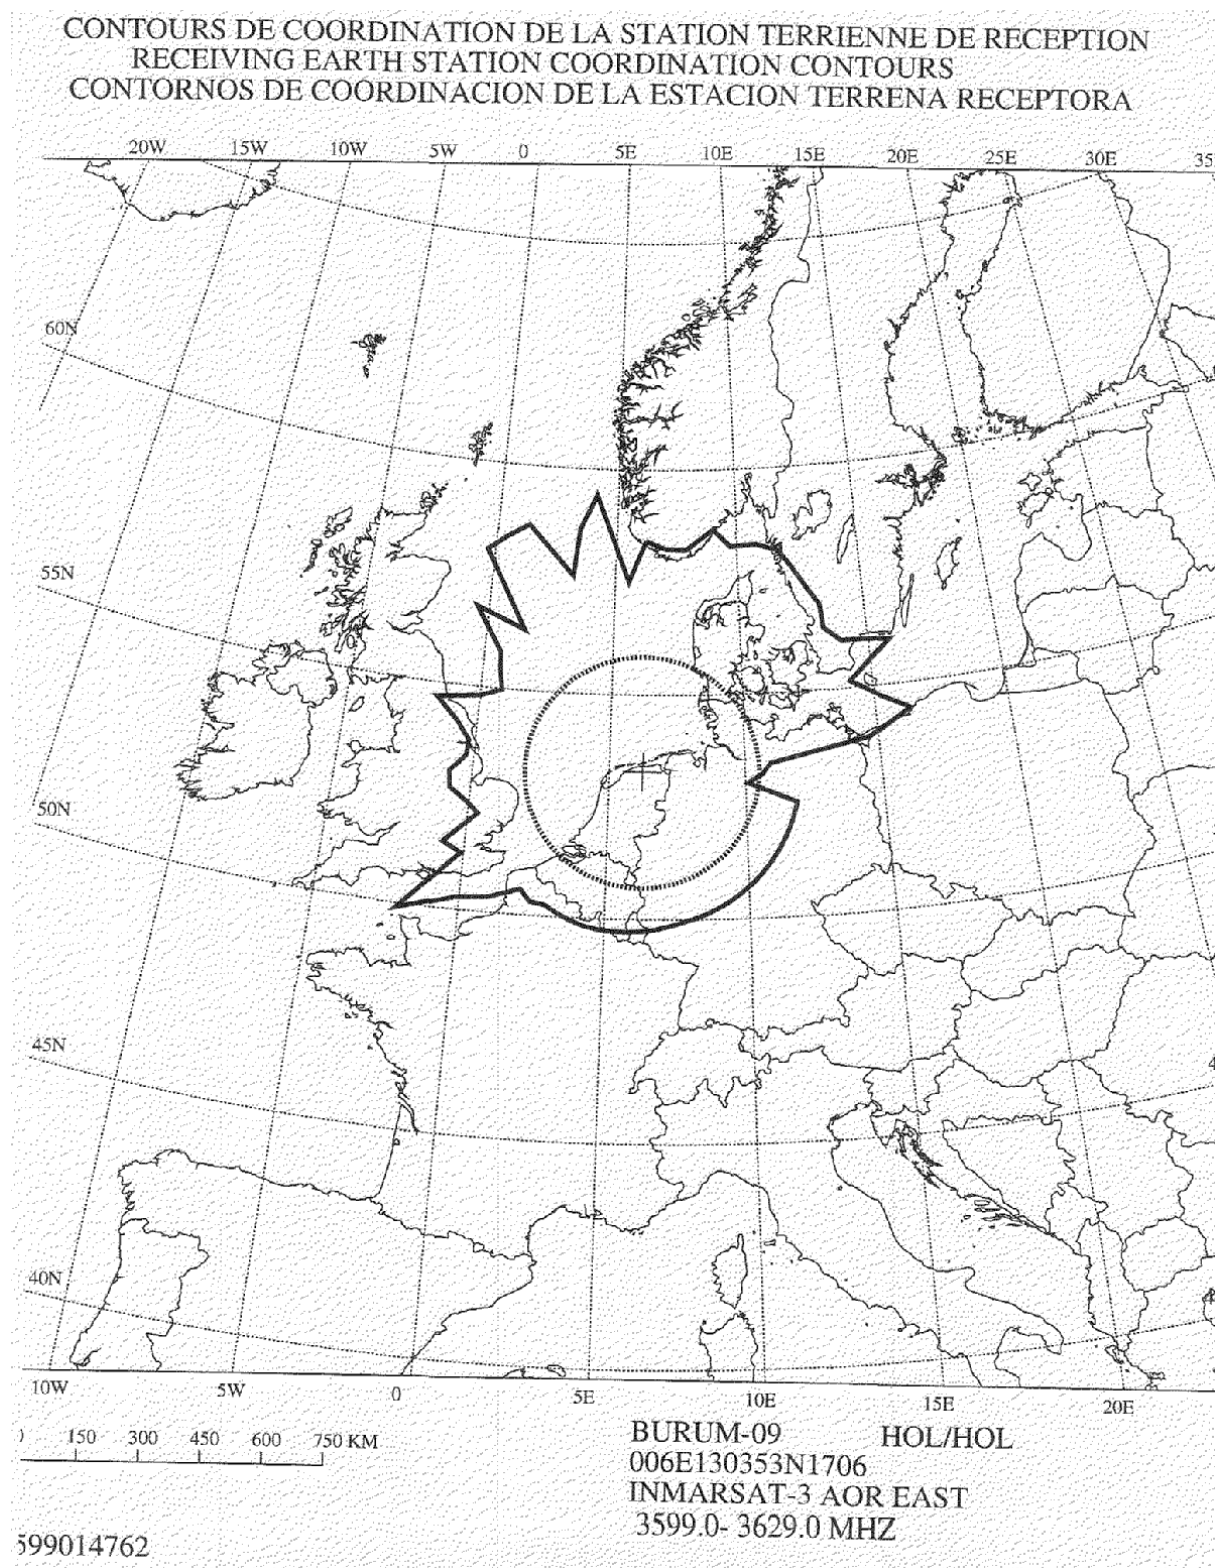 CONTOURS DE COORDINATION DE LA STATION TERRIENNE DE RECEPTION
RECEIVING EARTH STATION COORDINATION CONTOURS
CONTORNOS DE COORDINACION DE LA ESTACION TERRENA RECEPTORA
20W 15W 10W 5W 0 5E 10E 15E 20E 25E 30E 35
60N
55N
50N
45N 4
40N 4
10W 5W 0 5E 10E 15E 20E
150 300 450 600 750 KM
BURUM-09 HOL/HOL
006E130353N1706
INMARSAT-3 AOR EAST
3599.0- 3629.0 MHZ
599014762